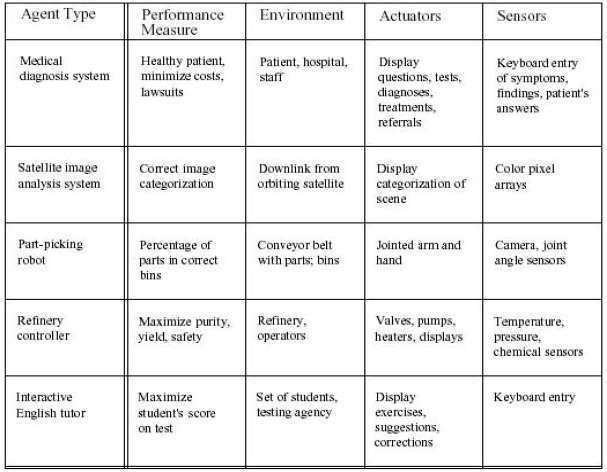 Agent Type
Performance
Measure
Environment
Actuators
Sensors
Medical
diagnosis system
Healthy patient,
minimize costs,
lawsuits
Patient, hospital,
staff
Display
questions, tests,
diagnoses,
treatments,
referrals
Keyboard entry
of symptoms,
findings, patient's
answers
Satellite image
analysis system
Correct image
categorization
Downlink from
orbiting satellite
Display
categorization of
scene
Color pixel
arrays
Part-picking
robot
Percentage of
parts in correct
bins
Conveyor belt
with parts; bins
Jointed arm and
hand
Camera, joint
angle sensors
Refinery
controller
Maximize purity,
yield, safety
Refinery,
operators
Valves, pumps,
heaters, displays
Temperature,
pressure,
chemical sensors
Interactive
English tutor
Maximize
student's score
on test
Set of students,
testing agency
Display
exercises,
suggestions,
corrections
Keyboard entry